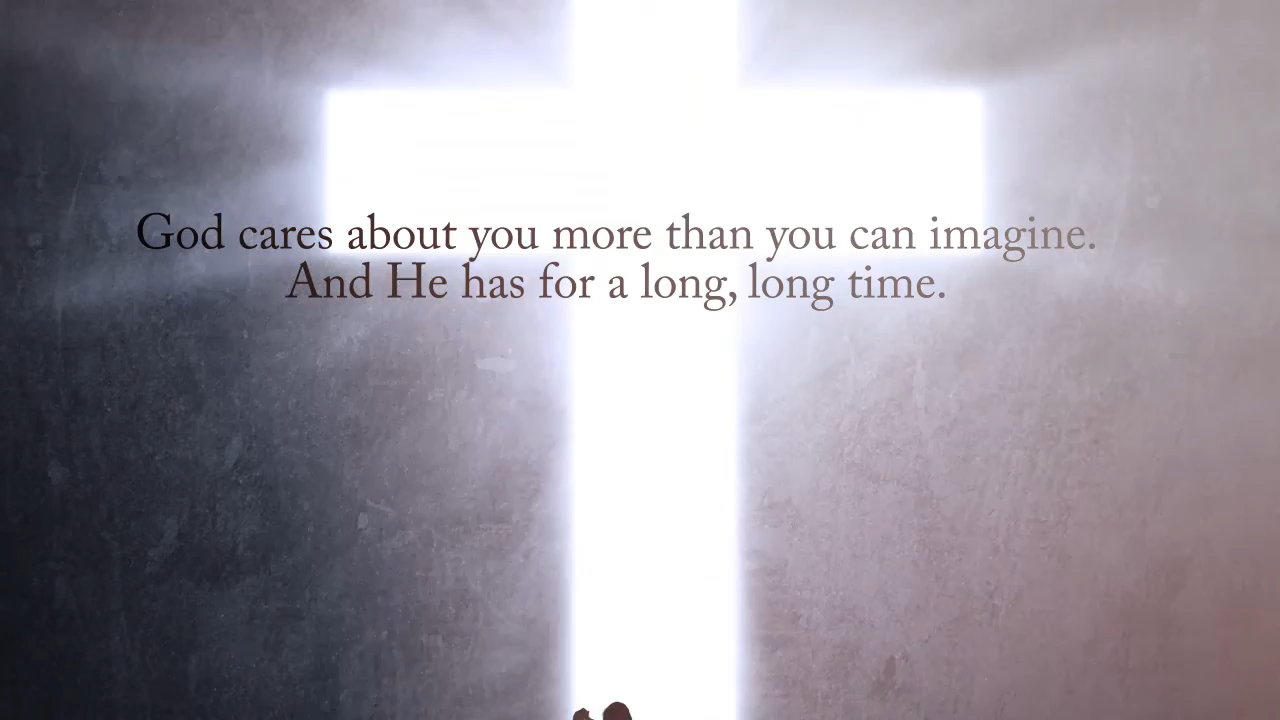 God cares about you more than you can imagine.
And He has for a long, long time.